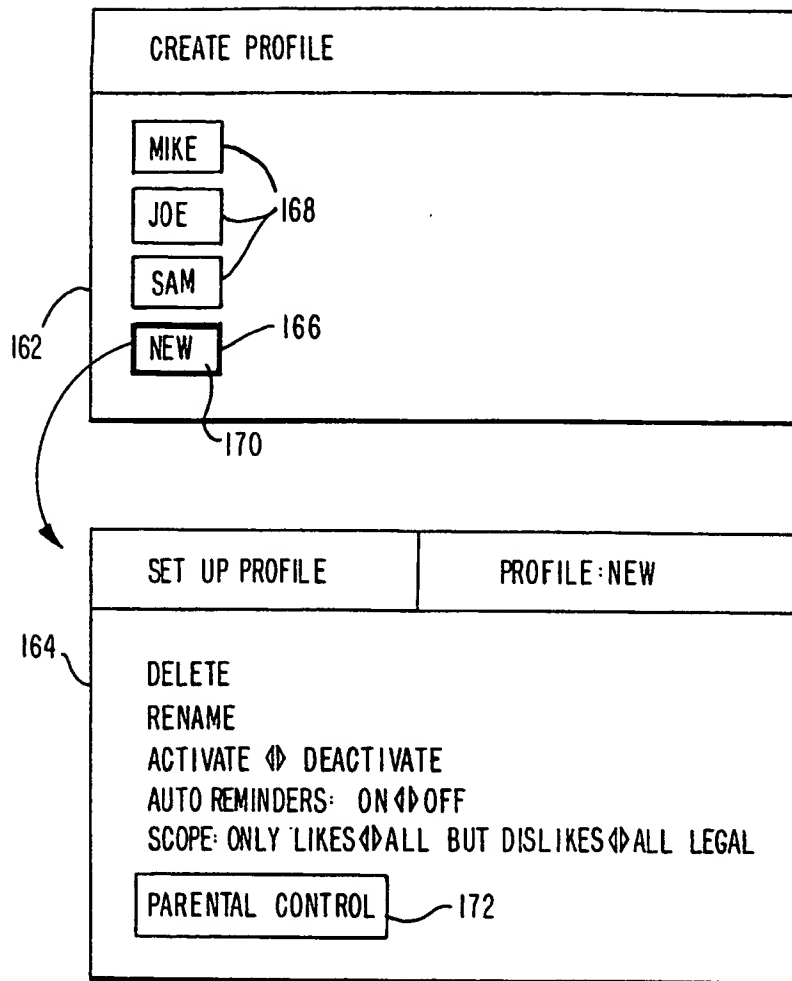 CREATE PROFILE
MIKE
JOE
168
SAM
162
NEW
166
170
SET UP PROFILE PROFILE:NEW
164
DELETE
RENAME
ACTIVATE ◁▷ DEACTIVATE
AUTO REMINDERS: ON◁▷OFF
SCOPE: ONLY LIKES◁▷ALL BUT DISLIKES◁▷ALL LEGAL
PARENTAL CONTROL 172